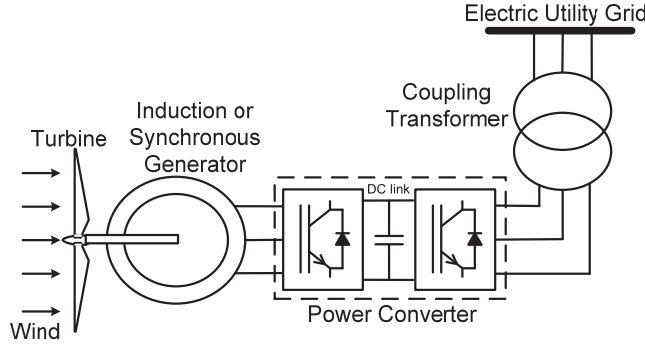 Electric Utility Grid
Coupling
Transformer
Induction or
Synchronous
Generator
Turbine
DC link
Power Converter
Wind